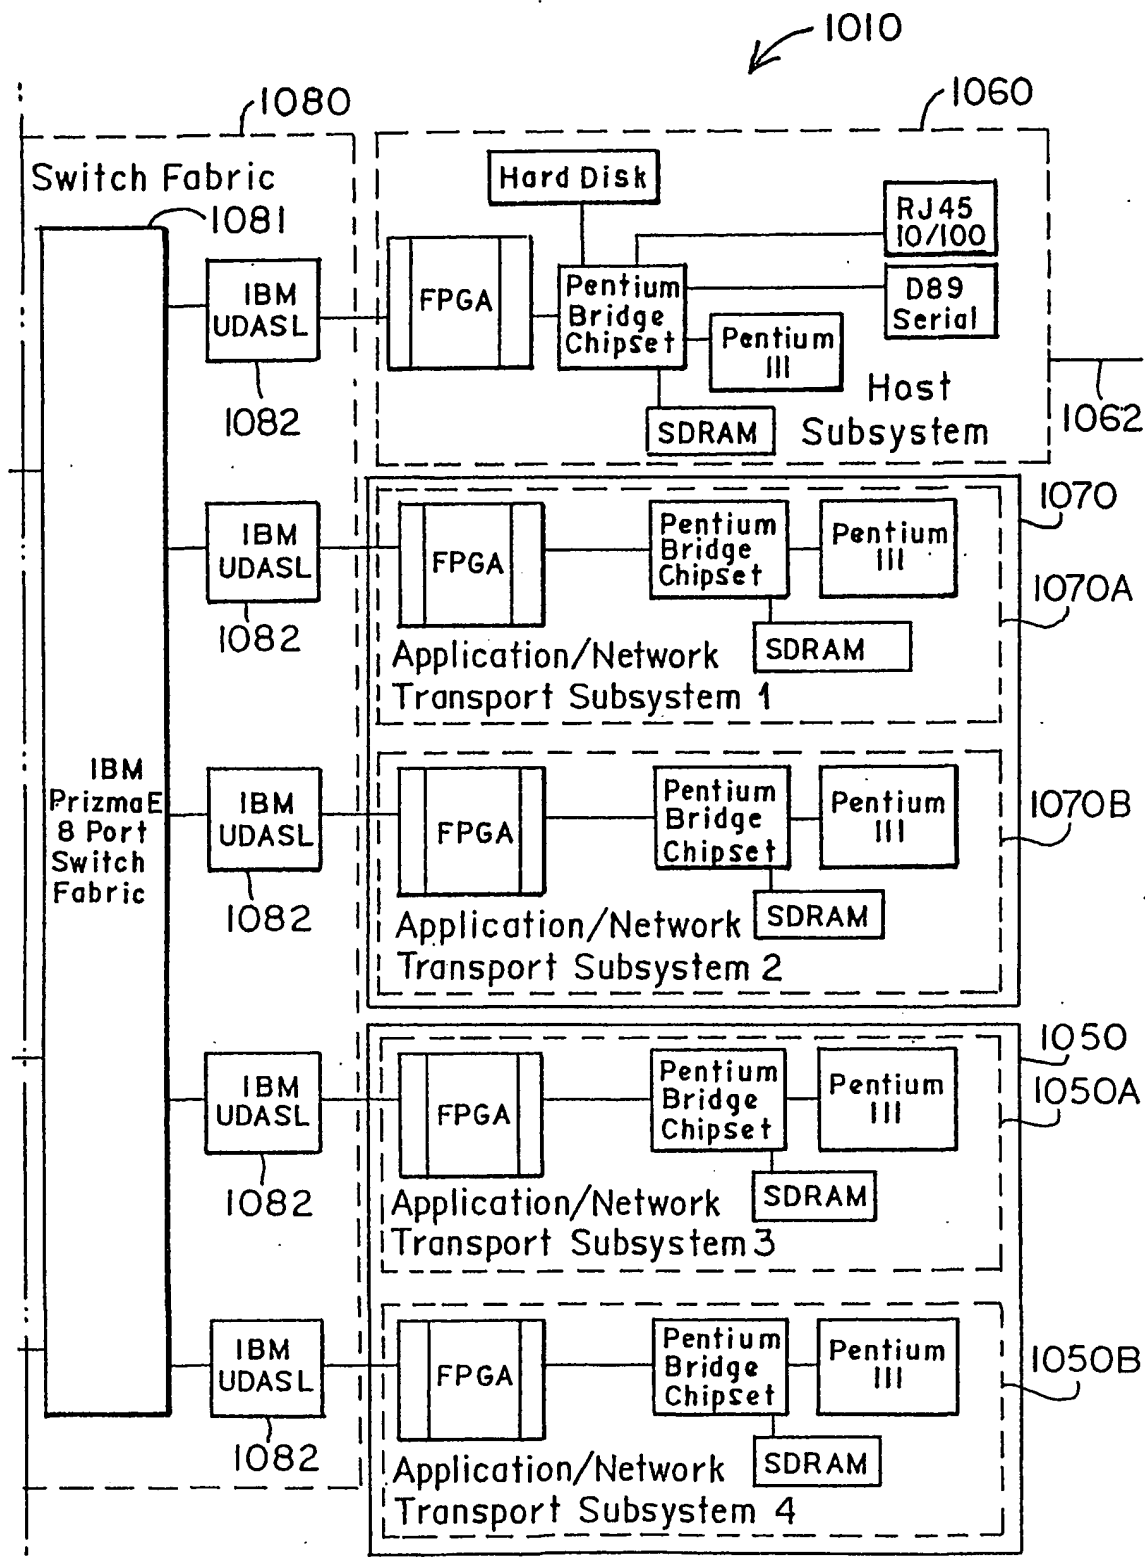 1010
1080
1060
Switch Fabric
1081
Hard Disk
RJ45
10/100
IBM
UDASL
FPGA
Pentium
Bridge
Chipset
D89
Serial
Pentium
III
1082
SDRAM
Host
Subsystem
1062
1070
IBM
UDASL
FPGA
Pentium
Bridge
Chipset
Pentium
III
1070A
1082
SDRAM
Application/Network
Transport Subsystem 1
IBM
PrizmaE
8 Port
Switch
Fabric
IBM
UDASL
FPGA
Pentium
Bridge
Chipset
Pentium
III
1070B
1082
SDRAM
Application/Network
Transport Subsystem 2
1050
IBM
UDASL
FPGA
Pentium
Bridge
Chipset
Pentium
III
1050A
1082
SDRAM
Application/Network
Transport Subsystem 3
IBM
UDASL
FPGA
Pentium
Bridge
Chipset
Pentium
III
1050B
1082
SDRAM
Application/Network
Transport Subsystem 4